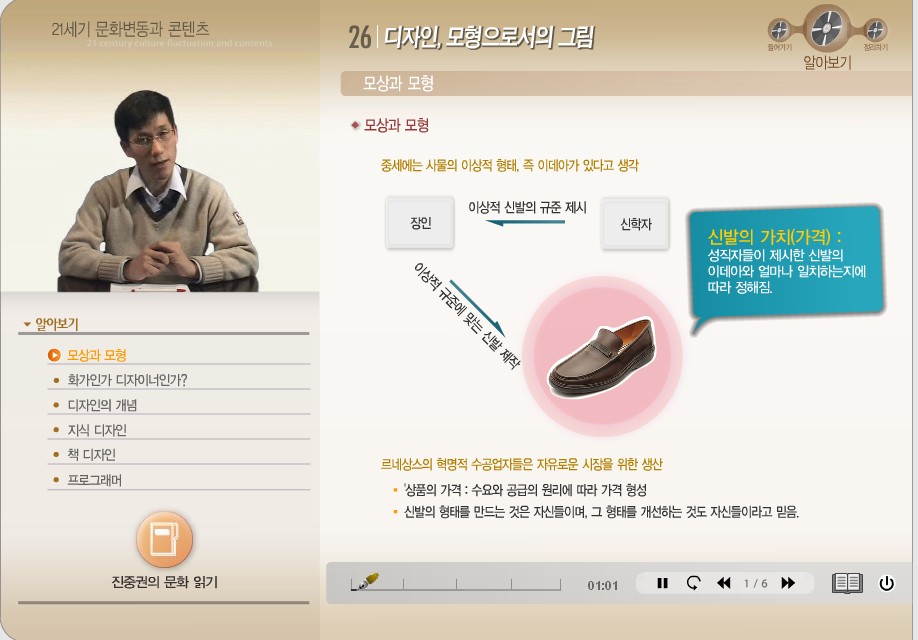 21세기 문화변동과 콘텐츠
21 century culture fluctuation and contents
26 디자인, 모형으로서의 그림
들어가기
알아보기
정리하기
모상과 모형
모상과 모형
중세에는 사물의 이상적 형태, 즉 이데아가 있다고 생각
장인
이상적 신발의 규준 제시
신학자
이상적 규준에 맞는 신발 제작
신발의 가치(가격) :
성직자들이 제시한 신발의
이데아와 얼마나 일치하는지에
따라 정해짐.
르네상스의 혁명적 수공업자들은 자유로운 시장을 위한 생산
'상품의 가격 : 수요와 공급의 원리에 따라 가격 형성
신발의 형태를 만드는 것은 자신들이며, 그 형태를 개선하는 것도 자신들이라고 믿음.
알아보기
모상과 모형
화가인가 디자이너인가?
디자인의 개념
지식 디자인
책 디자인
프로그래머
진중권의 문화 읽기
01:01
1 / 6